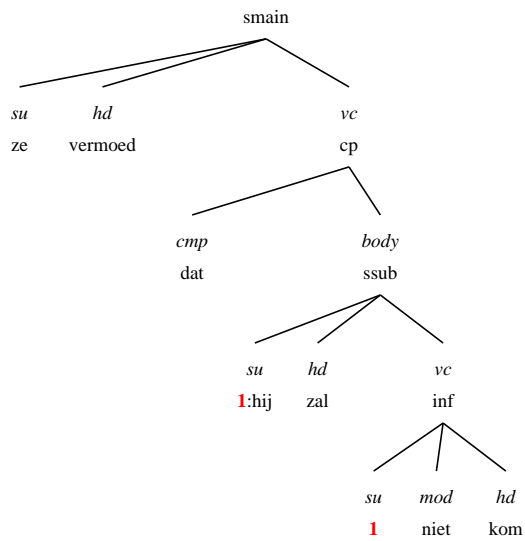 smain
su hd vc
ze vermoed cp
cmp body
dat ssub
su hd vc
1:hij zal inf
su mod hd
1 niet kom